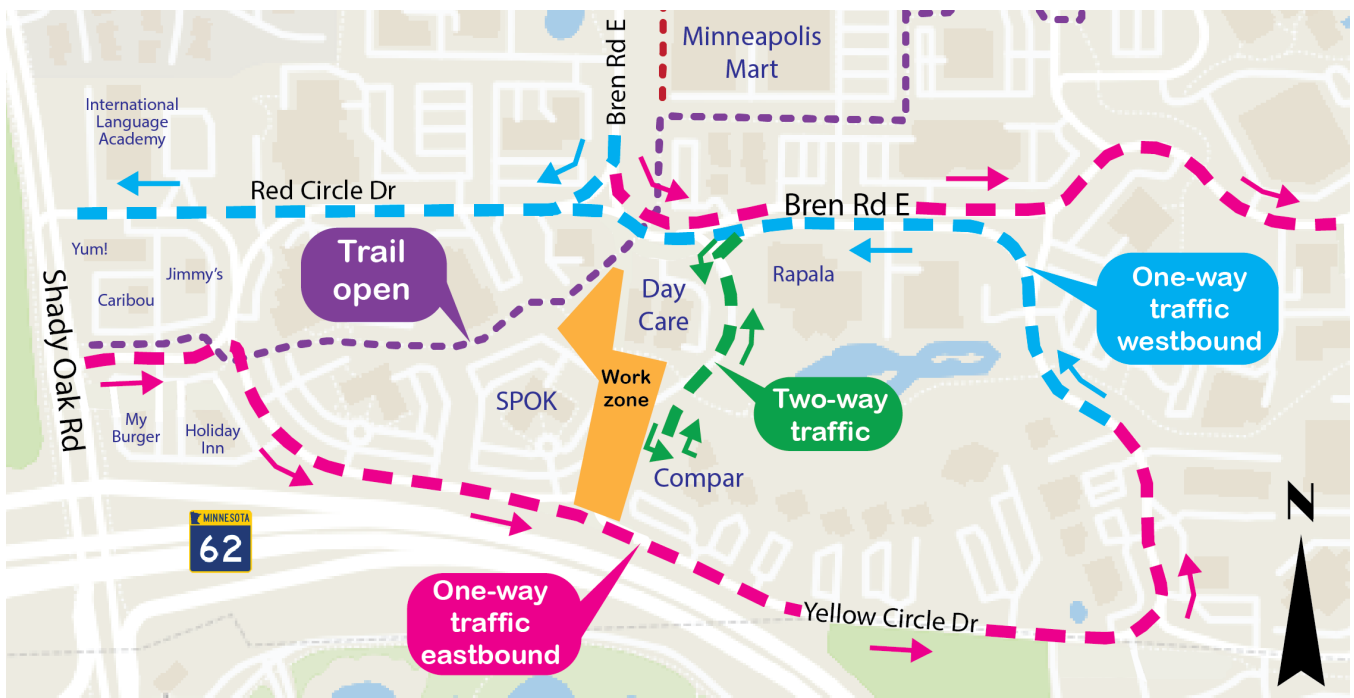 Minneapolis
Mart
Bren Rd E
International
Language
Academy
Red Circle Dr
Bren Rd E
Trail
open
Yum!
Jimmy's
Caribou
Day
Care
Rapala
One-way
traffic
westbound
Shady Oak Rd
Work
zone
SPOK
Two-way
traffic
My
Burger
Holiday
Inn
Compar
MINNESOTA
62
N
One-way
traffic
eastbound
Yellow Circle Dr